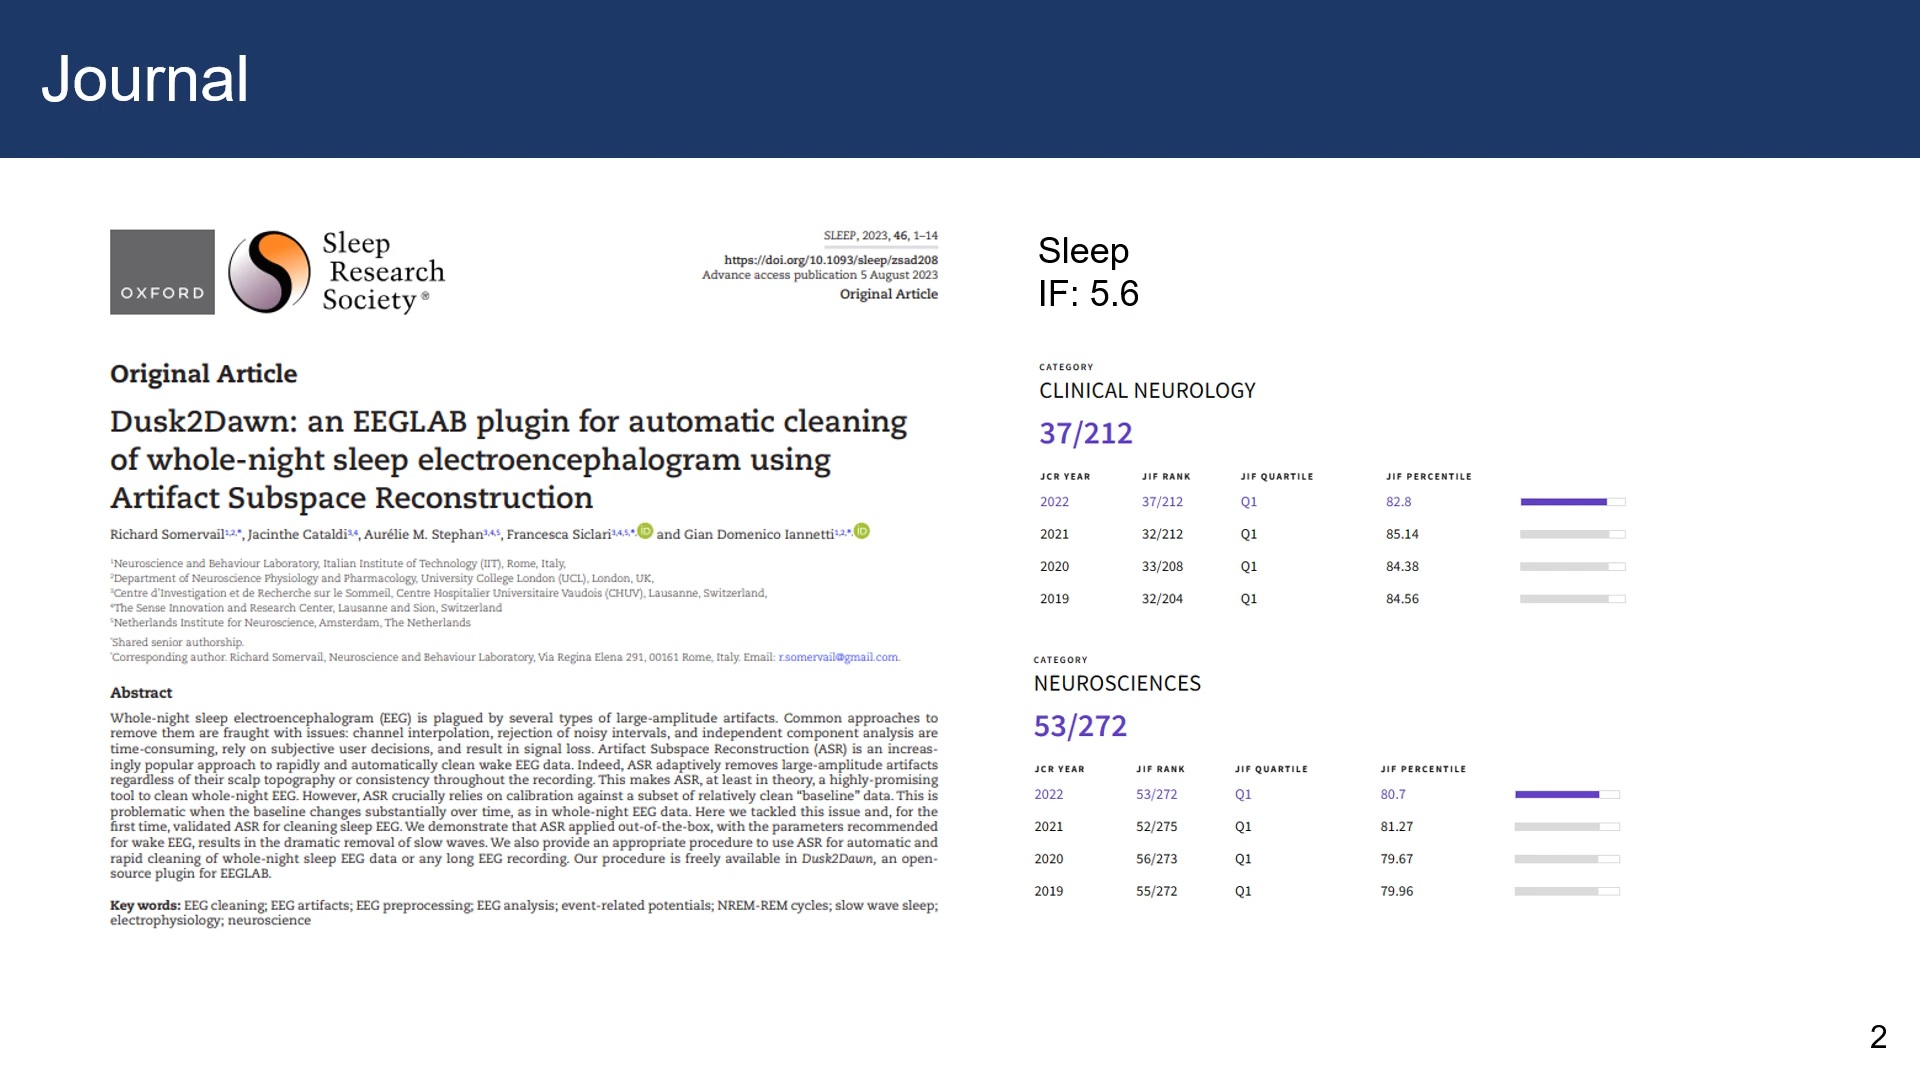 Journal
OXFORD
Sleep
Research
Society®
SLEEP, 2023, 46, 1–14
https://doi.org/10.1093/sleep/zsad208
Advance access publication 5 August 2023
Original Article
Original Article
Dusk2Dawn: an EEGLAB plugin for automatic cleaning
of whole-night sleep electroencephalogram using
Artifact Subspace Reconstruction
Richard Somervail1,2,*, Jacinthe Cataldi3,4, Aurélie M. Stephan3,4,5, Francesca Siclari3,4,5,*, iD and Gian Domenico Iannetti1,2,*, iD
1Neuroscience and Behaviour Laboratory, Italian Institute of Technology (IIT), Rome, Italy,
2Department of Neuroscience Physiology and Pharmacology, University College London (UCL), London, UK,
3Centre d'Investigation et de Recherche sur le Sommeil, Centre Hospitalier Universitaire Vaudois (CHUV), Lausanne, Switzerland,
4The Sense Innovation and Research Center, Lausanne and Sion, Switzerland
5Netherlands Institute for Neuroscience, Amsterdam, The Netherlands
*Shared senior authorship.
*Corresponding author. Richard Somervail, Neuroscience and Behaviour Laboratory, Via Regina Elena 291, 00161 Rome, Italy. Email: r.somervail@gmail.com.
Abstract
Whole-night sleep electroencephalogram (EEG) is plagued by several types of large-amplitude artifacts. Common approaches to
remove them are fraught with issues: channel interpolation, rejection of noisy intervals, and independent component analysis are
time-consuming, rely on subjective user decisions, and result in signal loss. Artifact Subspace Reconstruction (ASR) is an increas-
ingly popular approach to rapidly and automatically clean wake EEG data. Indeed, ASR adaptively removes large-amplitude artifacts
regardless of their scalp topography or consistency throughout the recording. This makes ASR, at least in theory, a highly-promising
tool to clean whole-night EEG. However, ASR crucially relies on calibration against a subset of relatively clean “baseline” data. This is
problematic when the baseline changes substantially over time, as in whole-night EEG data. Here we tackled this issue and, for the
first time, validated ASR for cleaning sleep EEG. We demonstrate that ASR applied out-of-the-box, with the parameters recommended
for wake EEG, results in the dramatic removal of slow waves. We also provide an appropriate procedure to use ASR for automatic and
rapid cleaning of whole-night sleep EEG data or any long EEG recording. Our procedure is freely available in Dusk2Dawn, an open-
source plugin for EEGLAB.
Key words: EEG cleaning; EEG artifacts; EEG preprocessing; EEG analysis; event-related potentials; NREM-REM cycles; slow wave sleep;
electrophysiology; neuroscience
Sleep
IF: 5.6
CATEGORY
CLINICAL NEUROLOGY
37/212
JCR YEAR JIF RANK JIF QUARTILE JIF PERCENTILE
2022 37/212 Q1 82.8
2021 32/212 Q1 85.14
2020 33/208 Q1 84.38
2019 32/204 Q1 84.56
CATEGORY
NEUROSCIENCES
53/272
JCR YEAR JIF RANK JIF QUARTILE JIF PERCENTILE
2022 53/272 Q1 80.7
2021 52/275 Q1 81.27
2020 56/273 Q1 79.67
2019 55/272 Q1 79.96
2